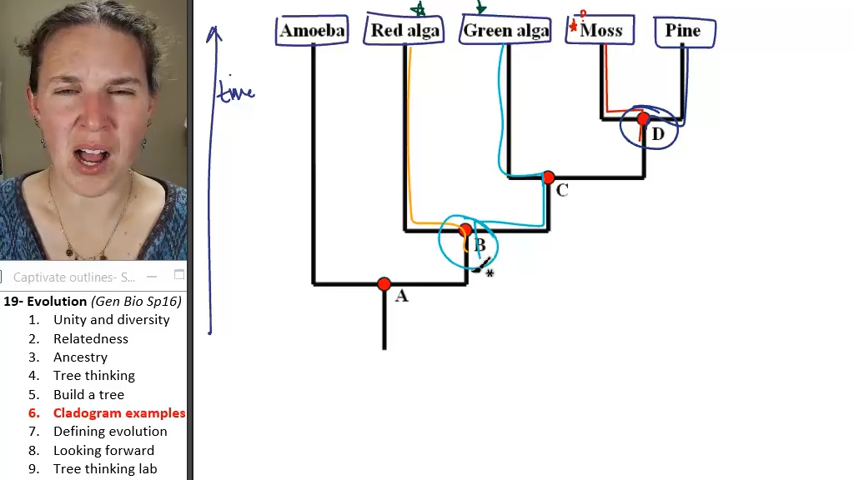 Amoeba Red alga Green alga Moss Pine
time
D
C
B
*
A
Captivate outlines- S...
19- Evolution (Gen Bio Sp16)
1. Unity and diversity
2. Relatedness
3. Ancestry
4. Tree thinking
5. Build a tree
6. Cladogram examples
7. Defining evolution
8. Looking forward
9. Tree thinking lab